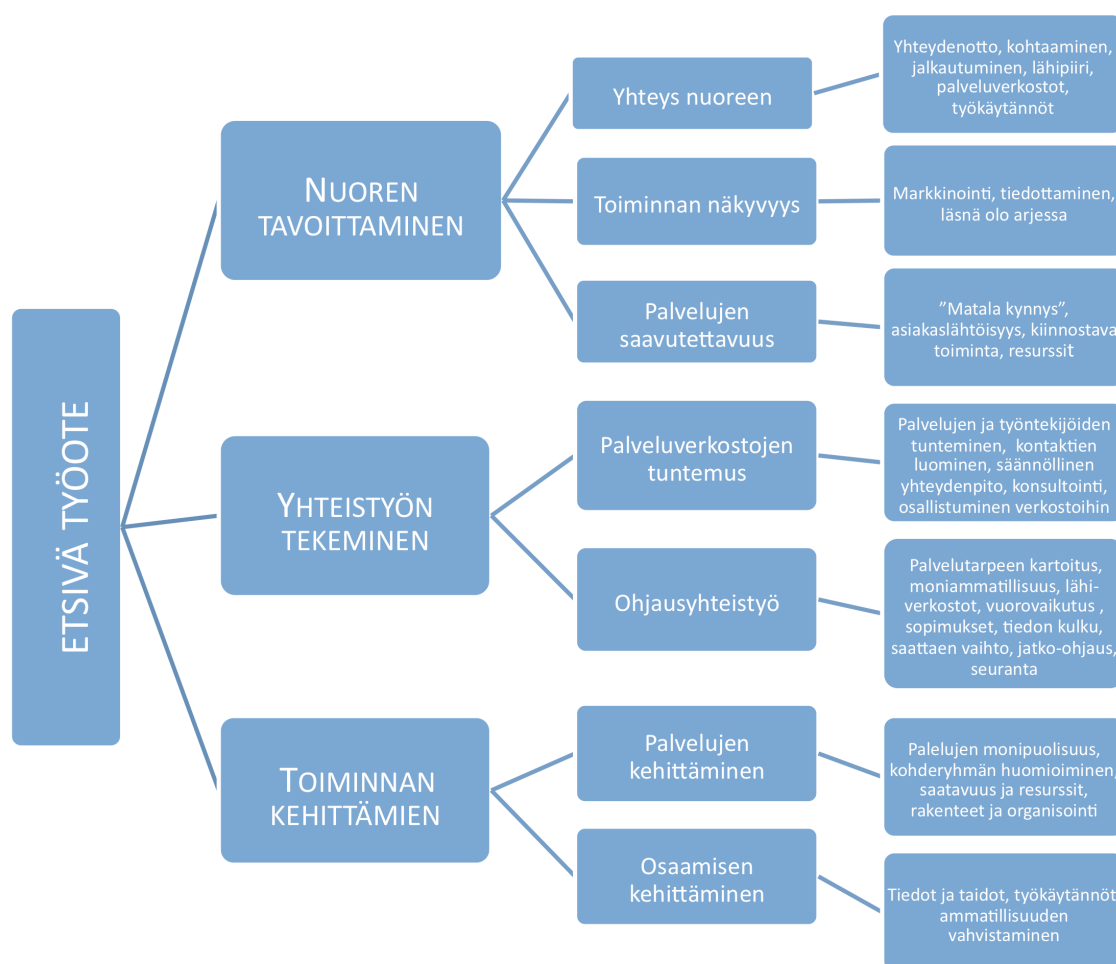 ETSIVÄ TYÖOTE
NUOREN
TAVOITTAMINEN
Yhteys nuoreen
Yhteydenotto, kohtaaminen,
jalkautuminen, lähipiiri,
palveluverkostot,
työkäytännöt
Toiminnan näkyvyys
Markkinointi, tiedottaminen,
läsnä olo arjessa
Palvelujen
saavutettavuus
”Matala kynnys”,
asiakaslähtöisyys, kiinnostava
toiminta, resurssit
YHTEISTYÖN
TEKEMINEN
Palveluverkostojen
tuntemus
Palvelujen ja työntekijöiden
tunteminen, kontaktien
luominen, säännöllinen
yhteydenpito, konsultointi,
osallistuminen verkostoihin
Ohjausyhteistyö
Palvelutarpeen kartoitus,
moniammatillisuus, lähi-
verkostot, vuorovaikutus ,
sopimukset, tiedon kulku,
saattaen vaihto, jatko-ohjaus,
seuranta
TOIMINNAN
KEHITTÄMIEN
Palvelujen
kehittäminen
Palelujen monipuolisuus,
kohderyhmän huomioiminen,
saatavuus ja resurssit,
rakenteet ja organisointi
Osaamisen
kehittäminen
Tiedot ja taidot, työkäytännöt
ammatillisuuden
vahvistaminen